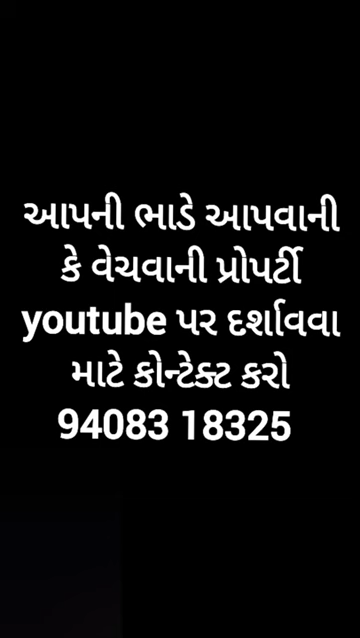 આપની ભાડે આપવાની
કે વેચવાની પ્રોપર્ટી
youtube પર દર્શાવવા
માટે કોન્ટેક્ટ કરો
94083 18325